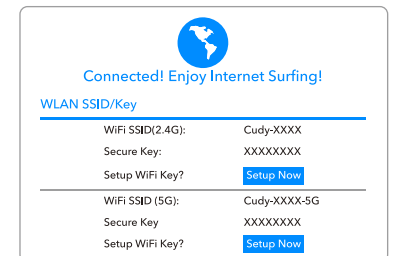 Connected! Enjoy Internet Surfing!
WLAN SSID/Key
WiFi SSID(2.4G): Cudy-XXXX
Secure Key: XXXXXXXX
Setup WiFi Key? Setup Now
WiFi SSID (5G): Cudy-XXXX-5G
Secure Key XXXXXXXX
Setup WiFi Key? Setup Now